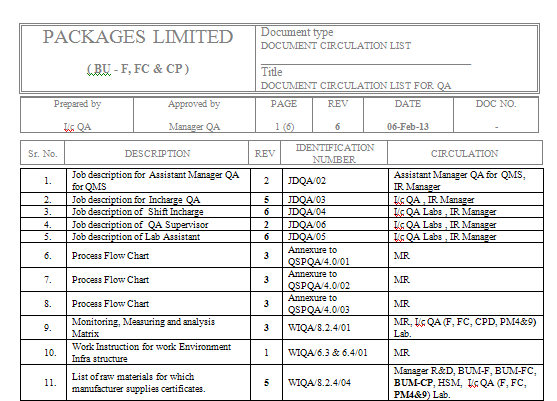 PACKAGES LIMITED
(BU - F, FC & CP)
Document type
DOCUMENT CIRCULATION LIST
Title
DOCUMENT CIRCULATION LIST FOR QA
Prepared by Approved by PAGE REV DATE DOC NO.
I/c QA Manager QA 1 (6) 6 06-Feb-13 -
Sr. No. DESCRIPTION REV IDENTIFICATION NUMBER CIRCULATION
1. Job description for Assistant Manager QA for QMS 2 JDQA/02 Assistant Manager QA for QMS, IR Manager
2. Job description for Incharge QA 5 JDQA/03 I/c QA , IR Manager
3. Job description of Shift Incharge 6 JDQA/04 I/c QA Labs , IR Manager
4. Job description of QA Supervisor 2 JDQA/06 I/c QA Labs , IR Manager
5. Job description of Lab Assistant 6 JDQA/05 I/c QA Labs , IR Manager
6. Process Flow Chart 3 Annexure to QSPQA/4.0/01 MR
7. Process Flow Chart 3 Annexure to QSPQA/4.0/02 MR
8. Process Flow Chart 3 Annexure to QSPQA/4.0/03 MR
9. Monitoring, Measuring and analysis Matrix 3 WIQA/8.2.4/01 MR, I/c QA (F, FC, CPD, PM4&9) Lab.
10. Work Instruction for work Environment Infra structure 1 WIQA/6.3 & 6.4/01 MR
11. List of raw materials for which manufacturer supplies certificates. 5 WIQA/8.2.4/04 Manager R&D, BUM-F, BUM-FC, BUM-CP, HSM, I/c QA (F, FC, PM4&9) Lab.